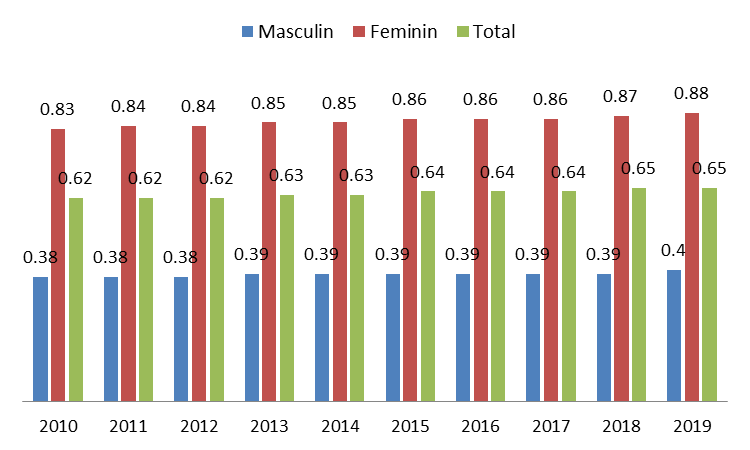 Masculin Feminin Total
0.83 0.84 0.84 0.85 0.85 0.86 0.86 0.86 0.87 0.88
0.62 0.62 0.62 0.63 0.63 0.64 0.64 0.64 0.65 0.65
0.38 0.38 0.38 0.39 0.39 0.39 0.39 0.39 0.39 0.4
2010 2011 2012 2013 2014 2015 2016 2017 2018 2019